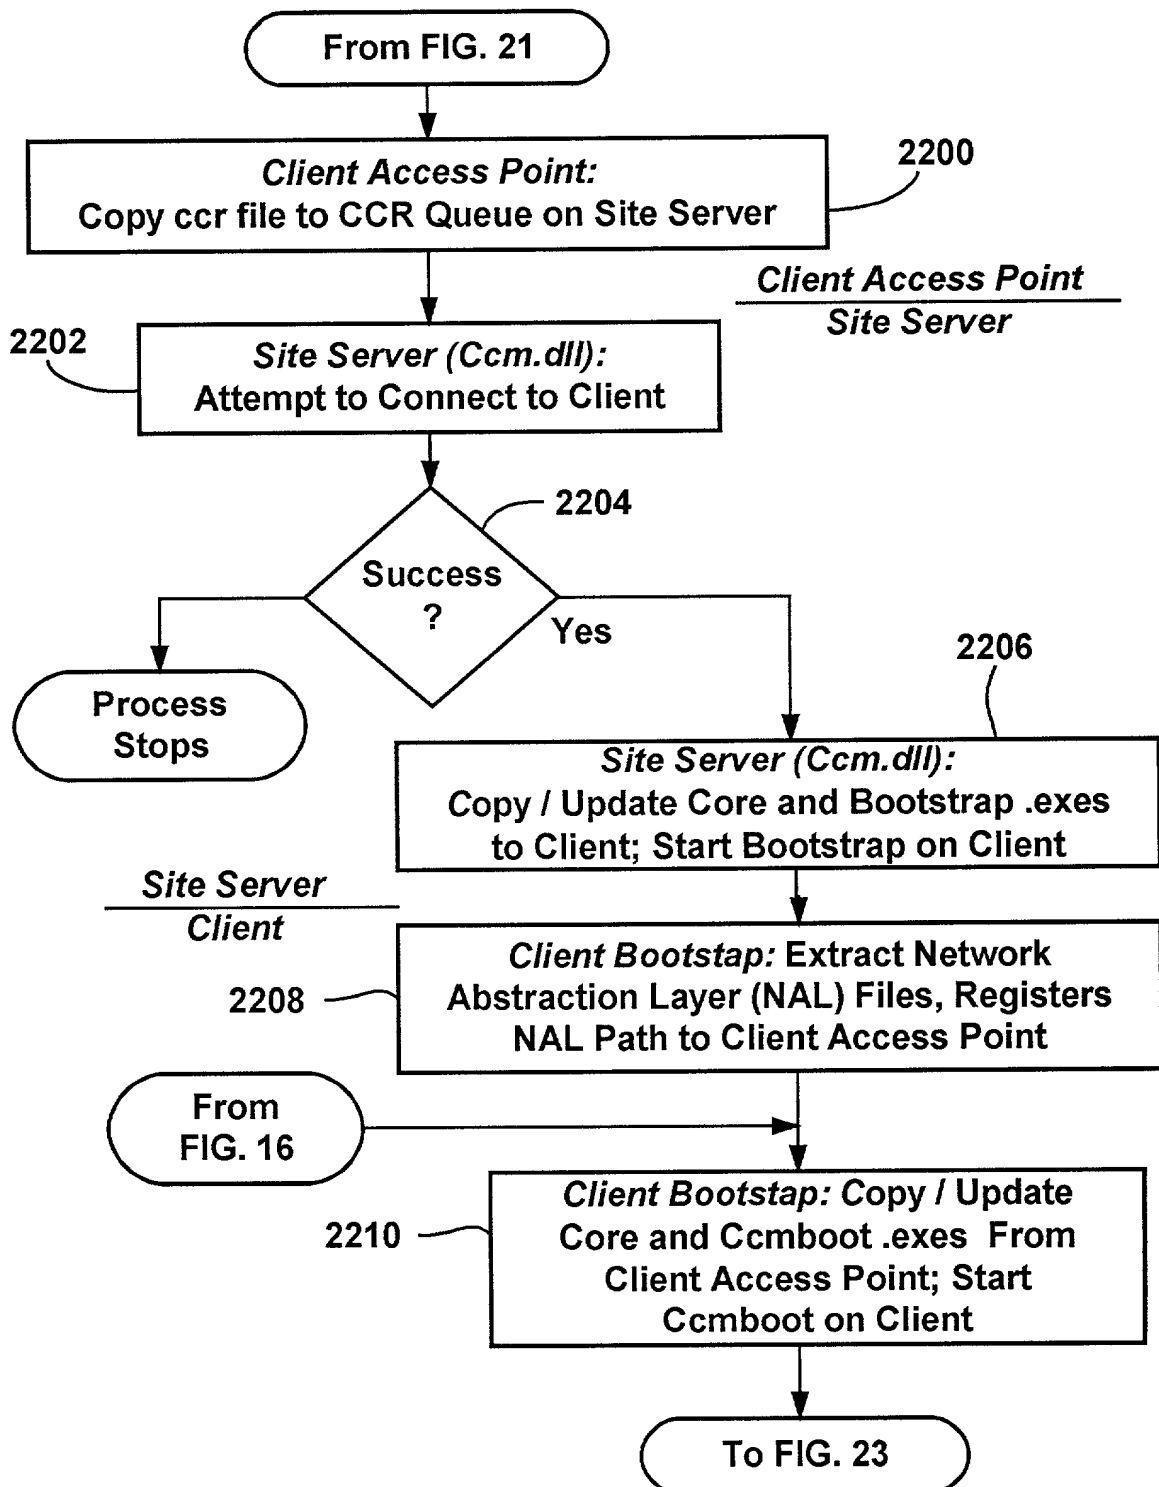 From FIG. 21
Client Access Point:
Copy ccr file to CCR Queue on Site Server
2200
Client Access Point
Site Server
2202
Site Server (Ccm.dll):
Attempt to Connect to Client
2204
Success
?
Yes
Process
Stops
2206
Site Server (Ccm.dll):
Copy / Update Core and Bootstrap .exes
to Client; Start Bootstrap on Client
Site Server
Client
2208
Client Bootstap: Extract Network
Abstraction Layer (NAL) Files, Registers
NAL Path to Client Access Point
From
FIG. 16
2210
Client Bootstap: Copy / Update
Core and Ccmboot .exes From
Client Access Point; Start
Ccmboot on Client
To FIG. 23